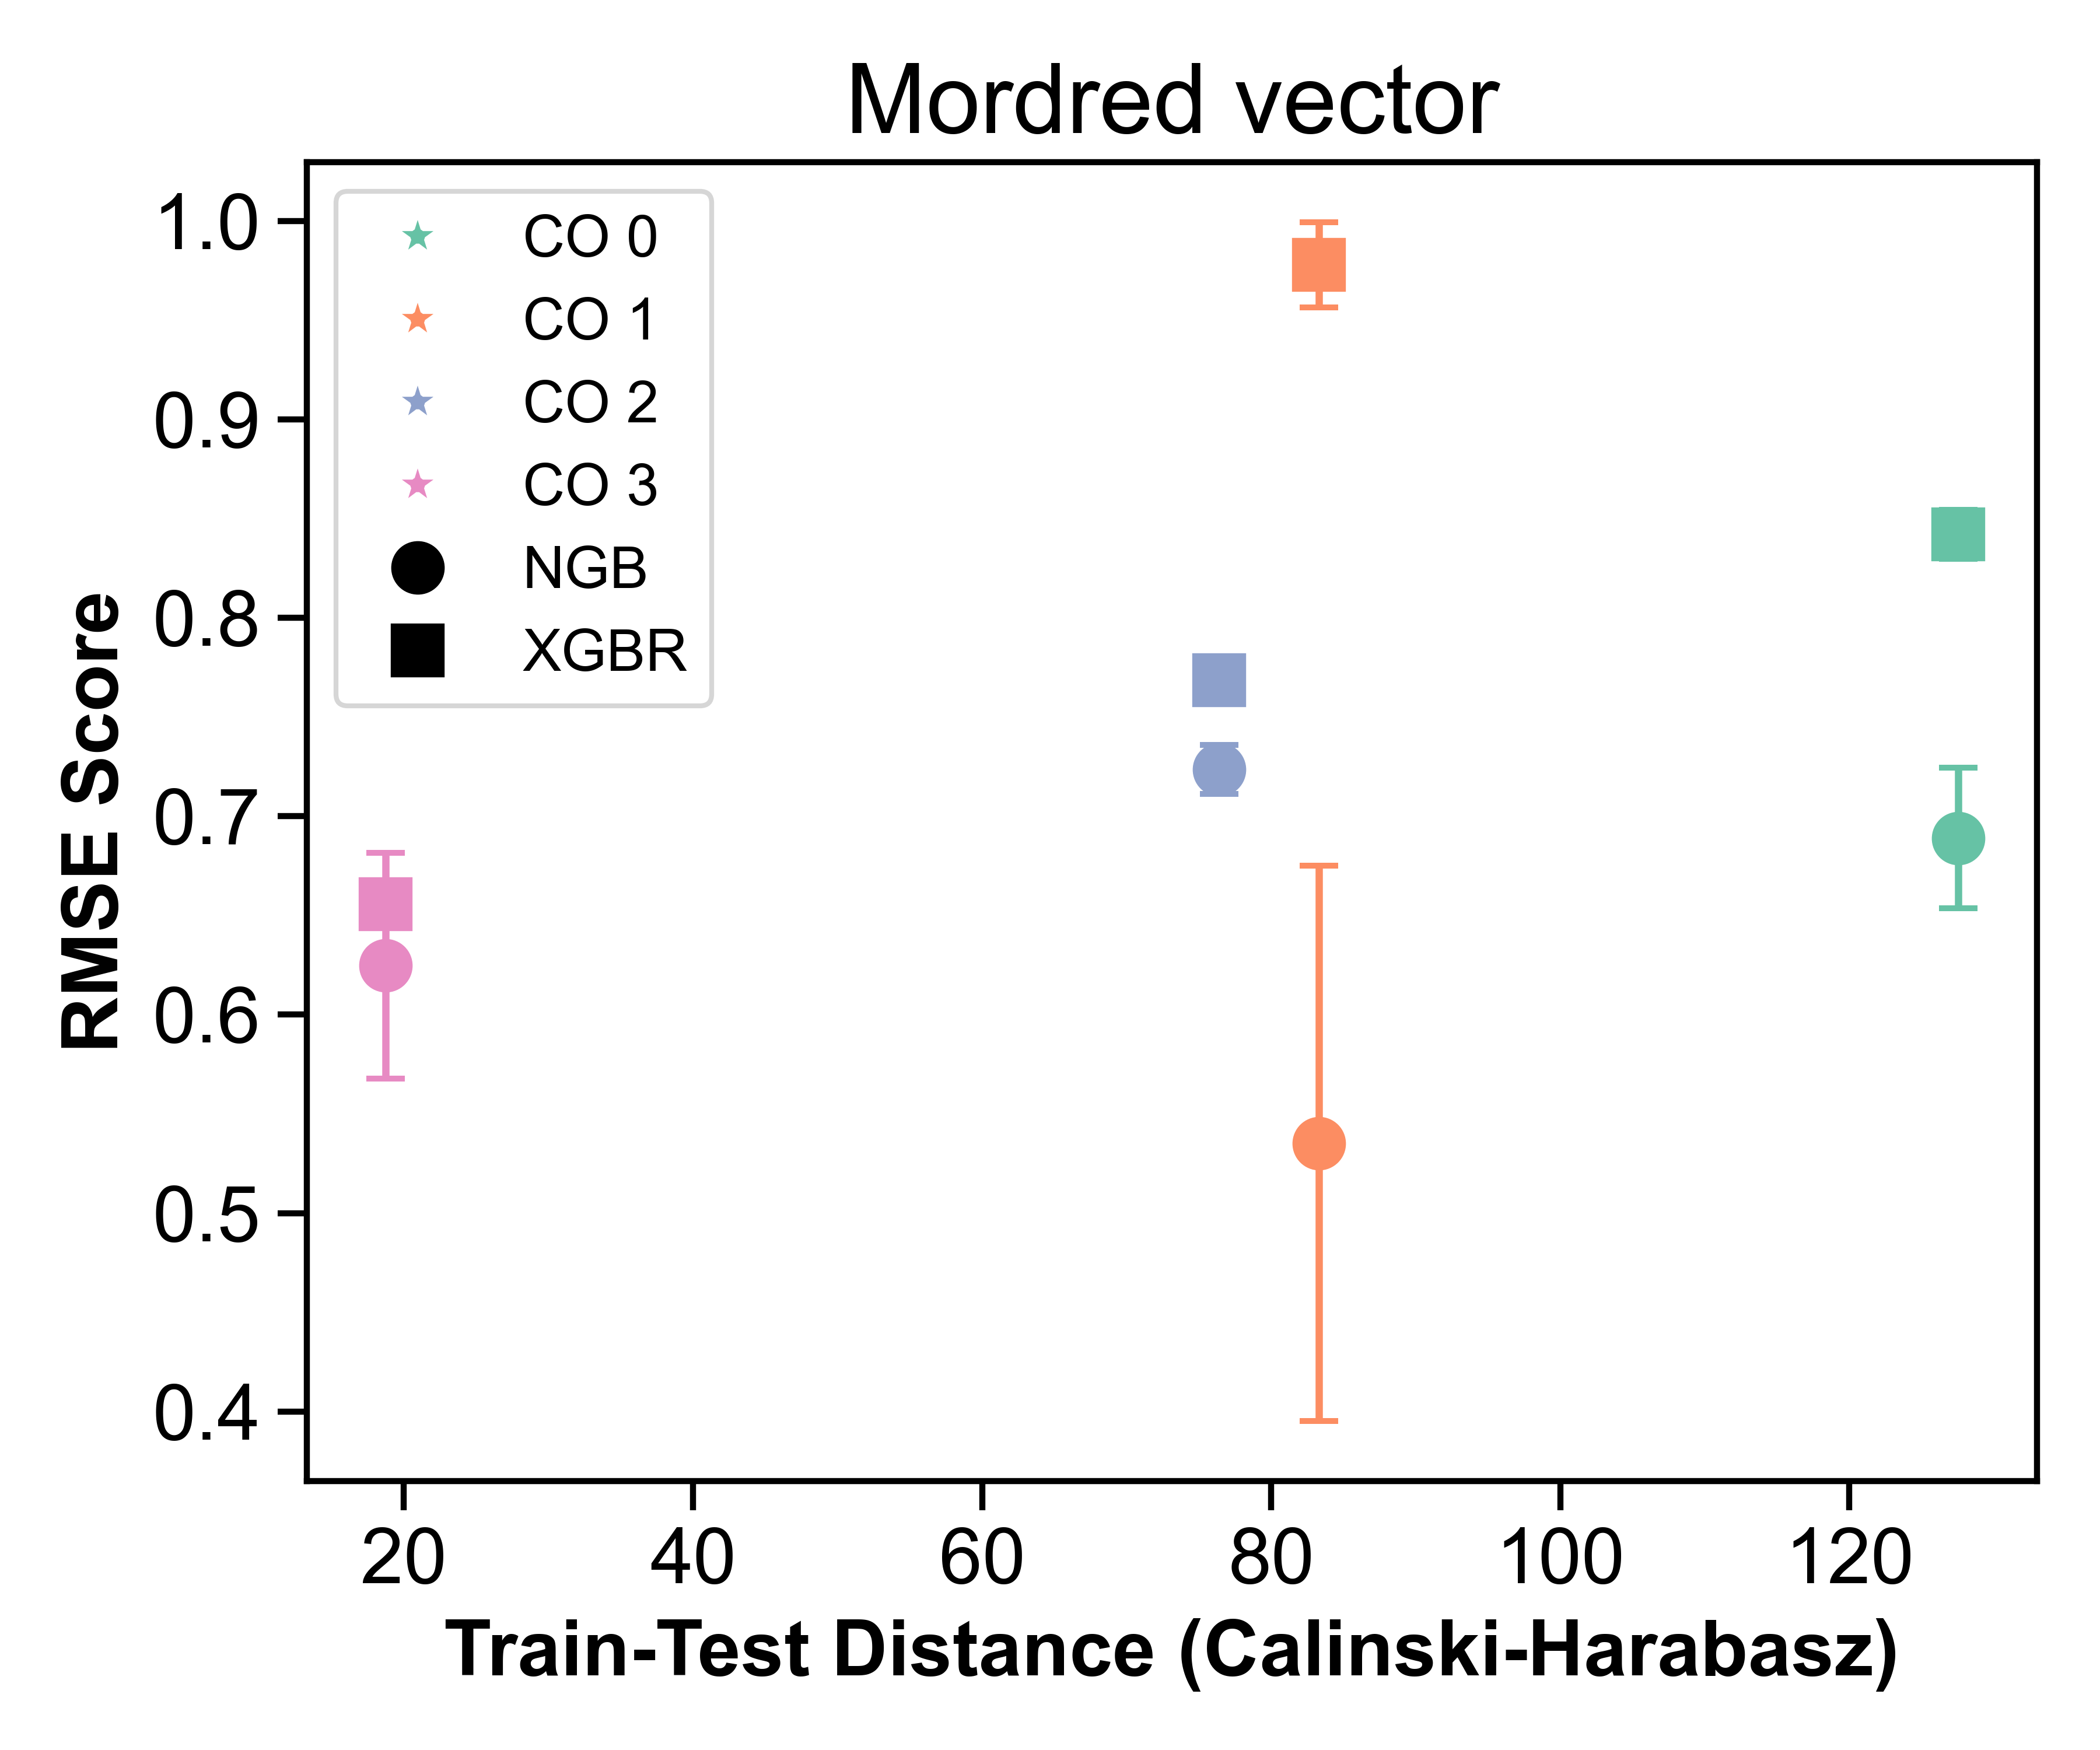 Mordred vector
1.0
0.9
0.8
0.7
0.6
0.5
0.4
RMSE Score
CO 0
CO 1
CO 2
CO 3
NGB
XGBR
20 40 60 80 100 120
Train-Test Distance (Calinski-Harabasz)